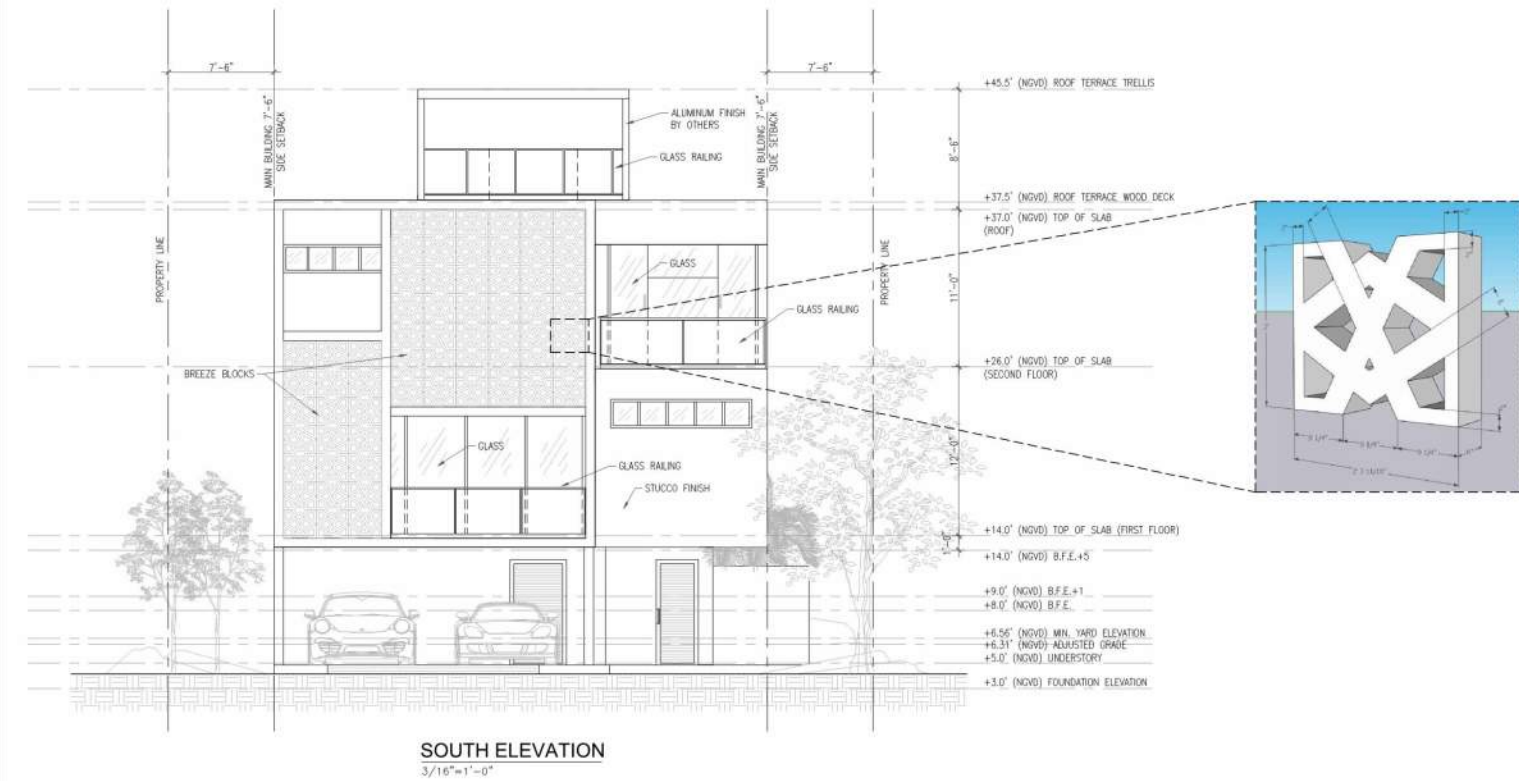 7'-6"
7'-6"
+45.5' (NGVD) ROOF TERRACE TRELLIS
MAIN BUILDING 7'-6"
SIDE SETBACK
ALUMINUM FINISH
BY OTHERS
GLASS RAILING
MAIN BUILDING 7'-6"
SIDE SETBACK
8'-6"
+37.5' (NGVD) ROOF TERRACE WOOD DECK
+37.0' (NGVD) TOP OF SLAB
(ROOF)
PROPERTY LINE
GLASS
PROPERTY LINE
11'-0"
GLASS RAILING
BREEZE BLOCKS
+26.0' (NGVD) TOP OF SLAB
(SECOND FLOOR)
GLASS
GLASS RAILING
STUCCO FINISH
12'-0"
+14.0' (NGVD) TOP OF SLAB (FIRST FLOOR)
1'-0"
+14.0' (NGVD) B.F.E.+5
+9.0' (NGVD) B.F.E.+1
+8.0' (NGVD) B.F.E.
+6.56' (NGVD) MIN. YARD ELEVATION
+6.31' (NGVD) ADJUSTED GRADE
+5.0' (NGVD) UNDERSTORY
+3.0' (NGVD) FOUNDATION ELEVATION
SOUTH ELEVATION
3/16"=1'-0"